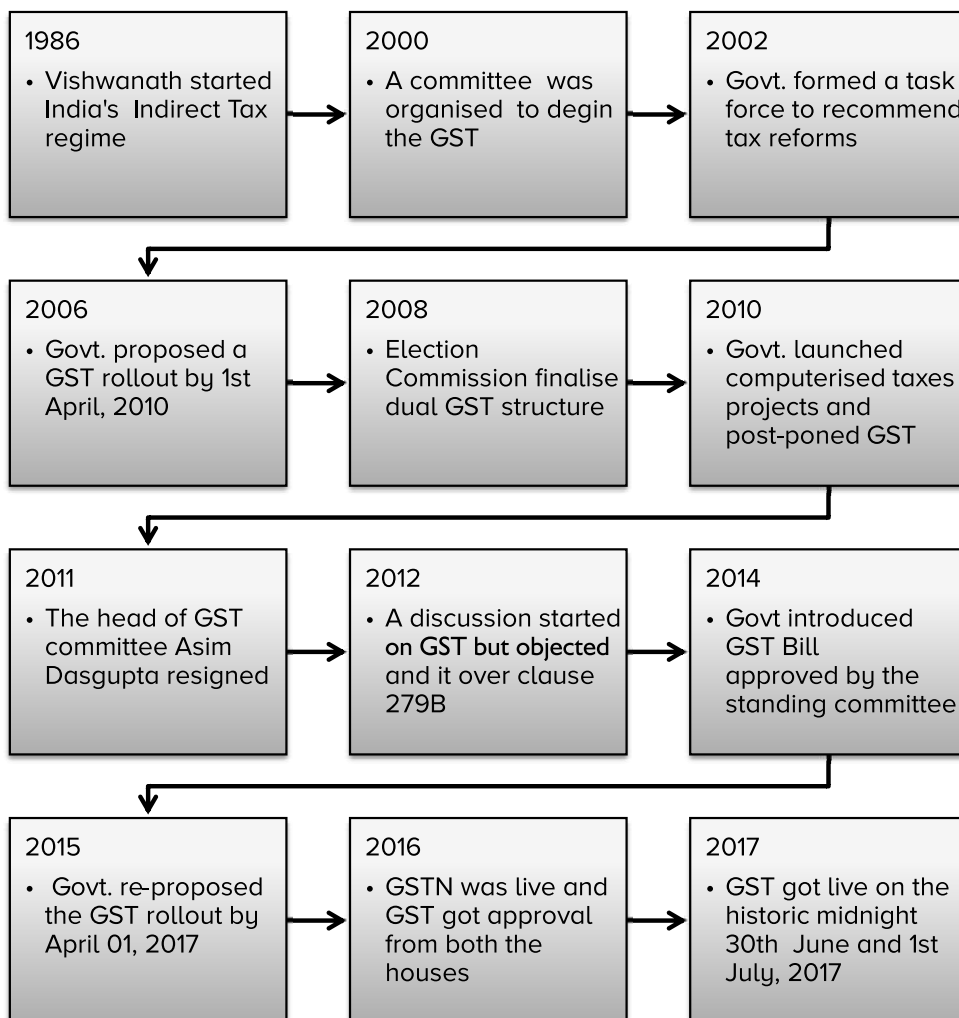 1986
• Vishwanath started
India's Indirect Tax
regime
2000
• A committee was
organised to degin
the GST
2002
• Govt. formed a task
force to recommend
tax reforms
2006
• Govt. proposed a
GST rollout by 1st
April, 2010
2008
• Election
Commission finalise
dual GST structure
2010
• Govt. launched
computerised taxes
projects and
post-poned GST
2011
• The head of GST
committee Asim
Dasgupta resigned
2012
• A discussion started
on GST but objected
and it over clause
279B
2014
• Govt introduced
GST Bill
approved by the
standing committee
2015
• Govt. re-proposed
the GST rollout by
April 01, 2017
2016
• GSTN was live and
GST got approval
from both the
houses
2017
• GST got live on the
historic midnight
30th June and 1st
July, 2017